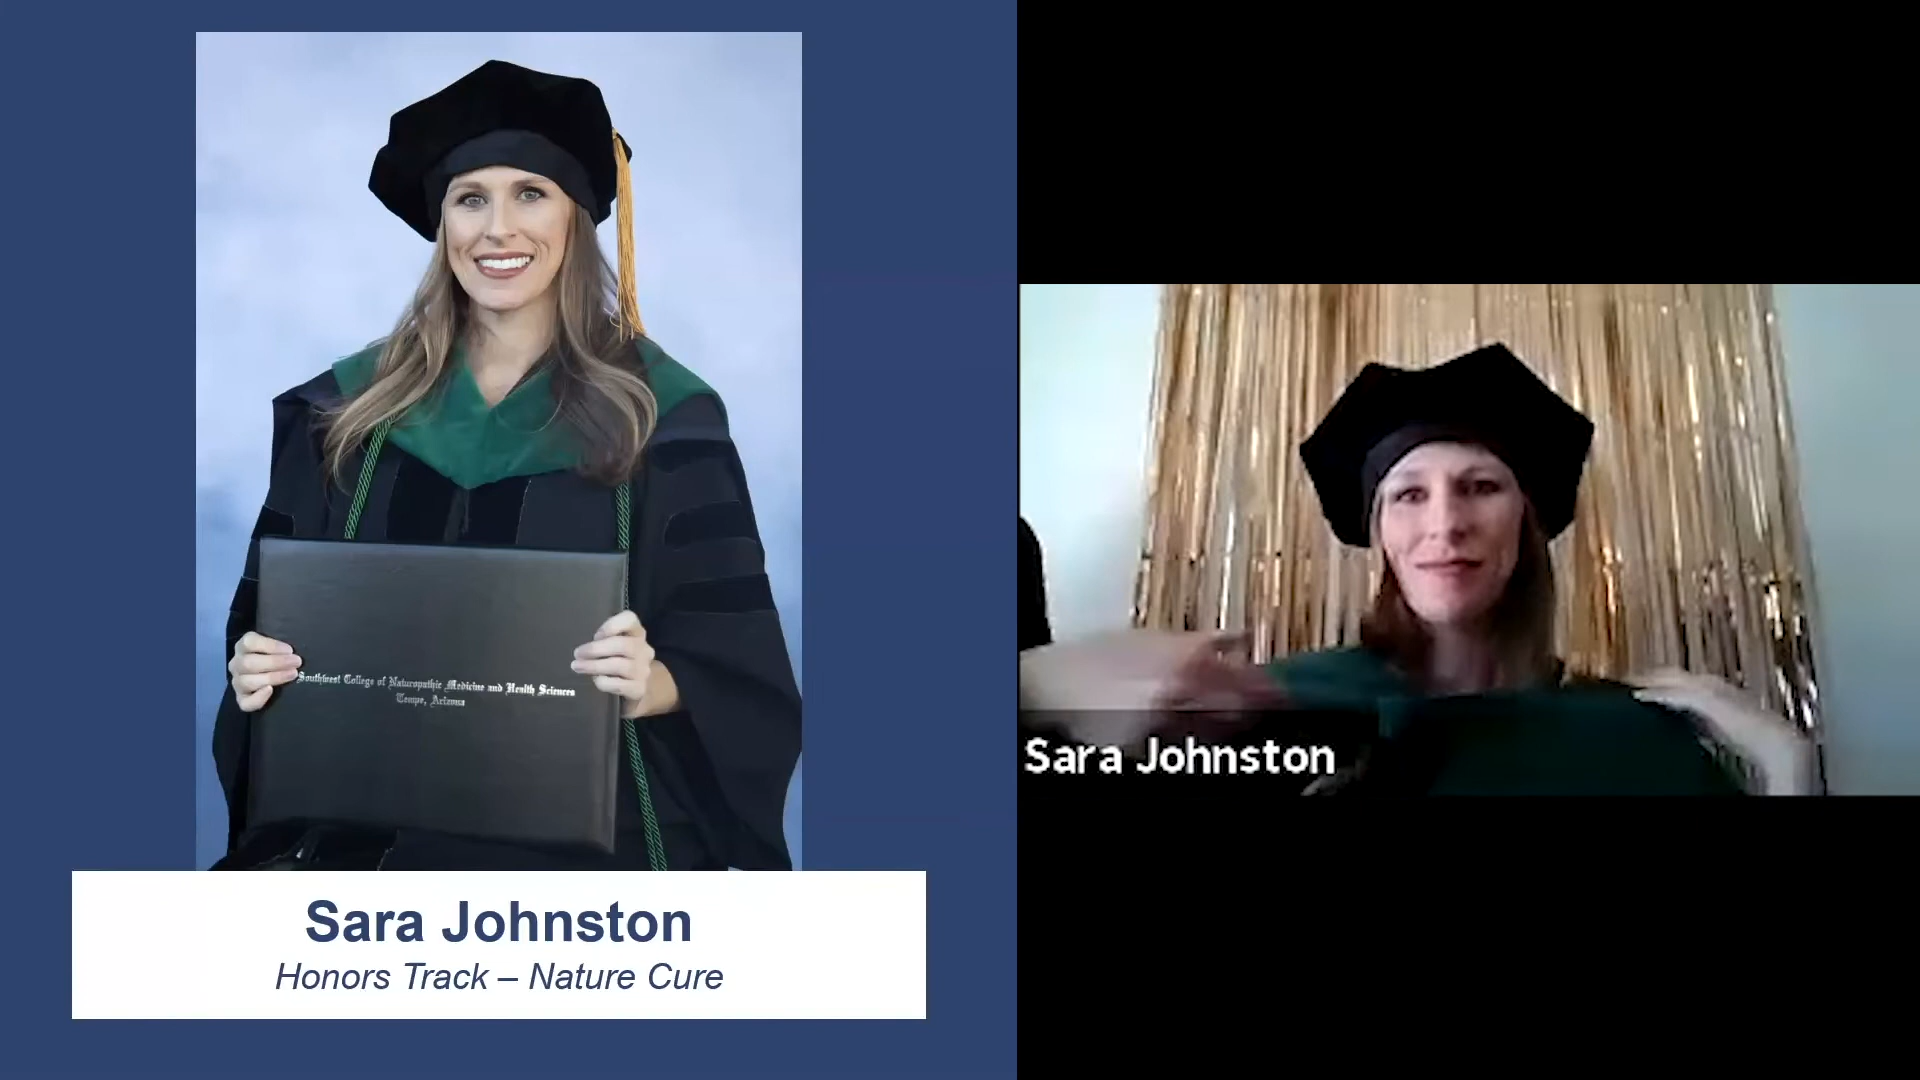 Southwest College of Naturopathic Medicine and Health Sciences
Tempe, Arizona
Sara Johnston
Honors Track – Nature Cure
Sara Johnston